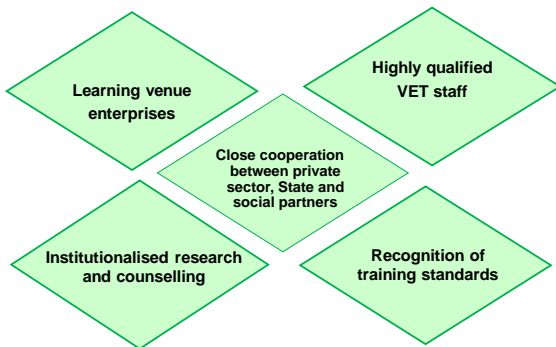 Learning venue
enterprises
Highly qualified
VET staff
Close cooperation
between private
sector, State and
social partners
Institutionalised research
and counselling
Recognition of
training standards